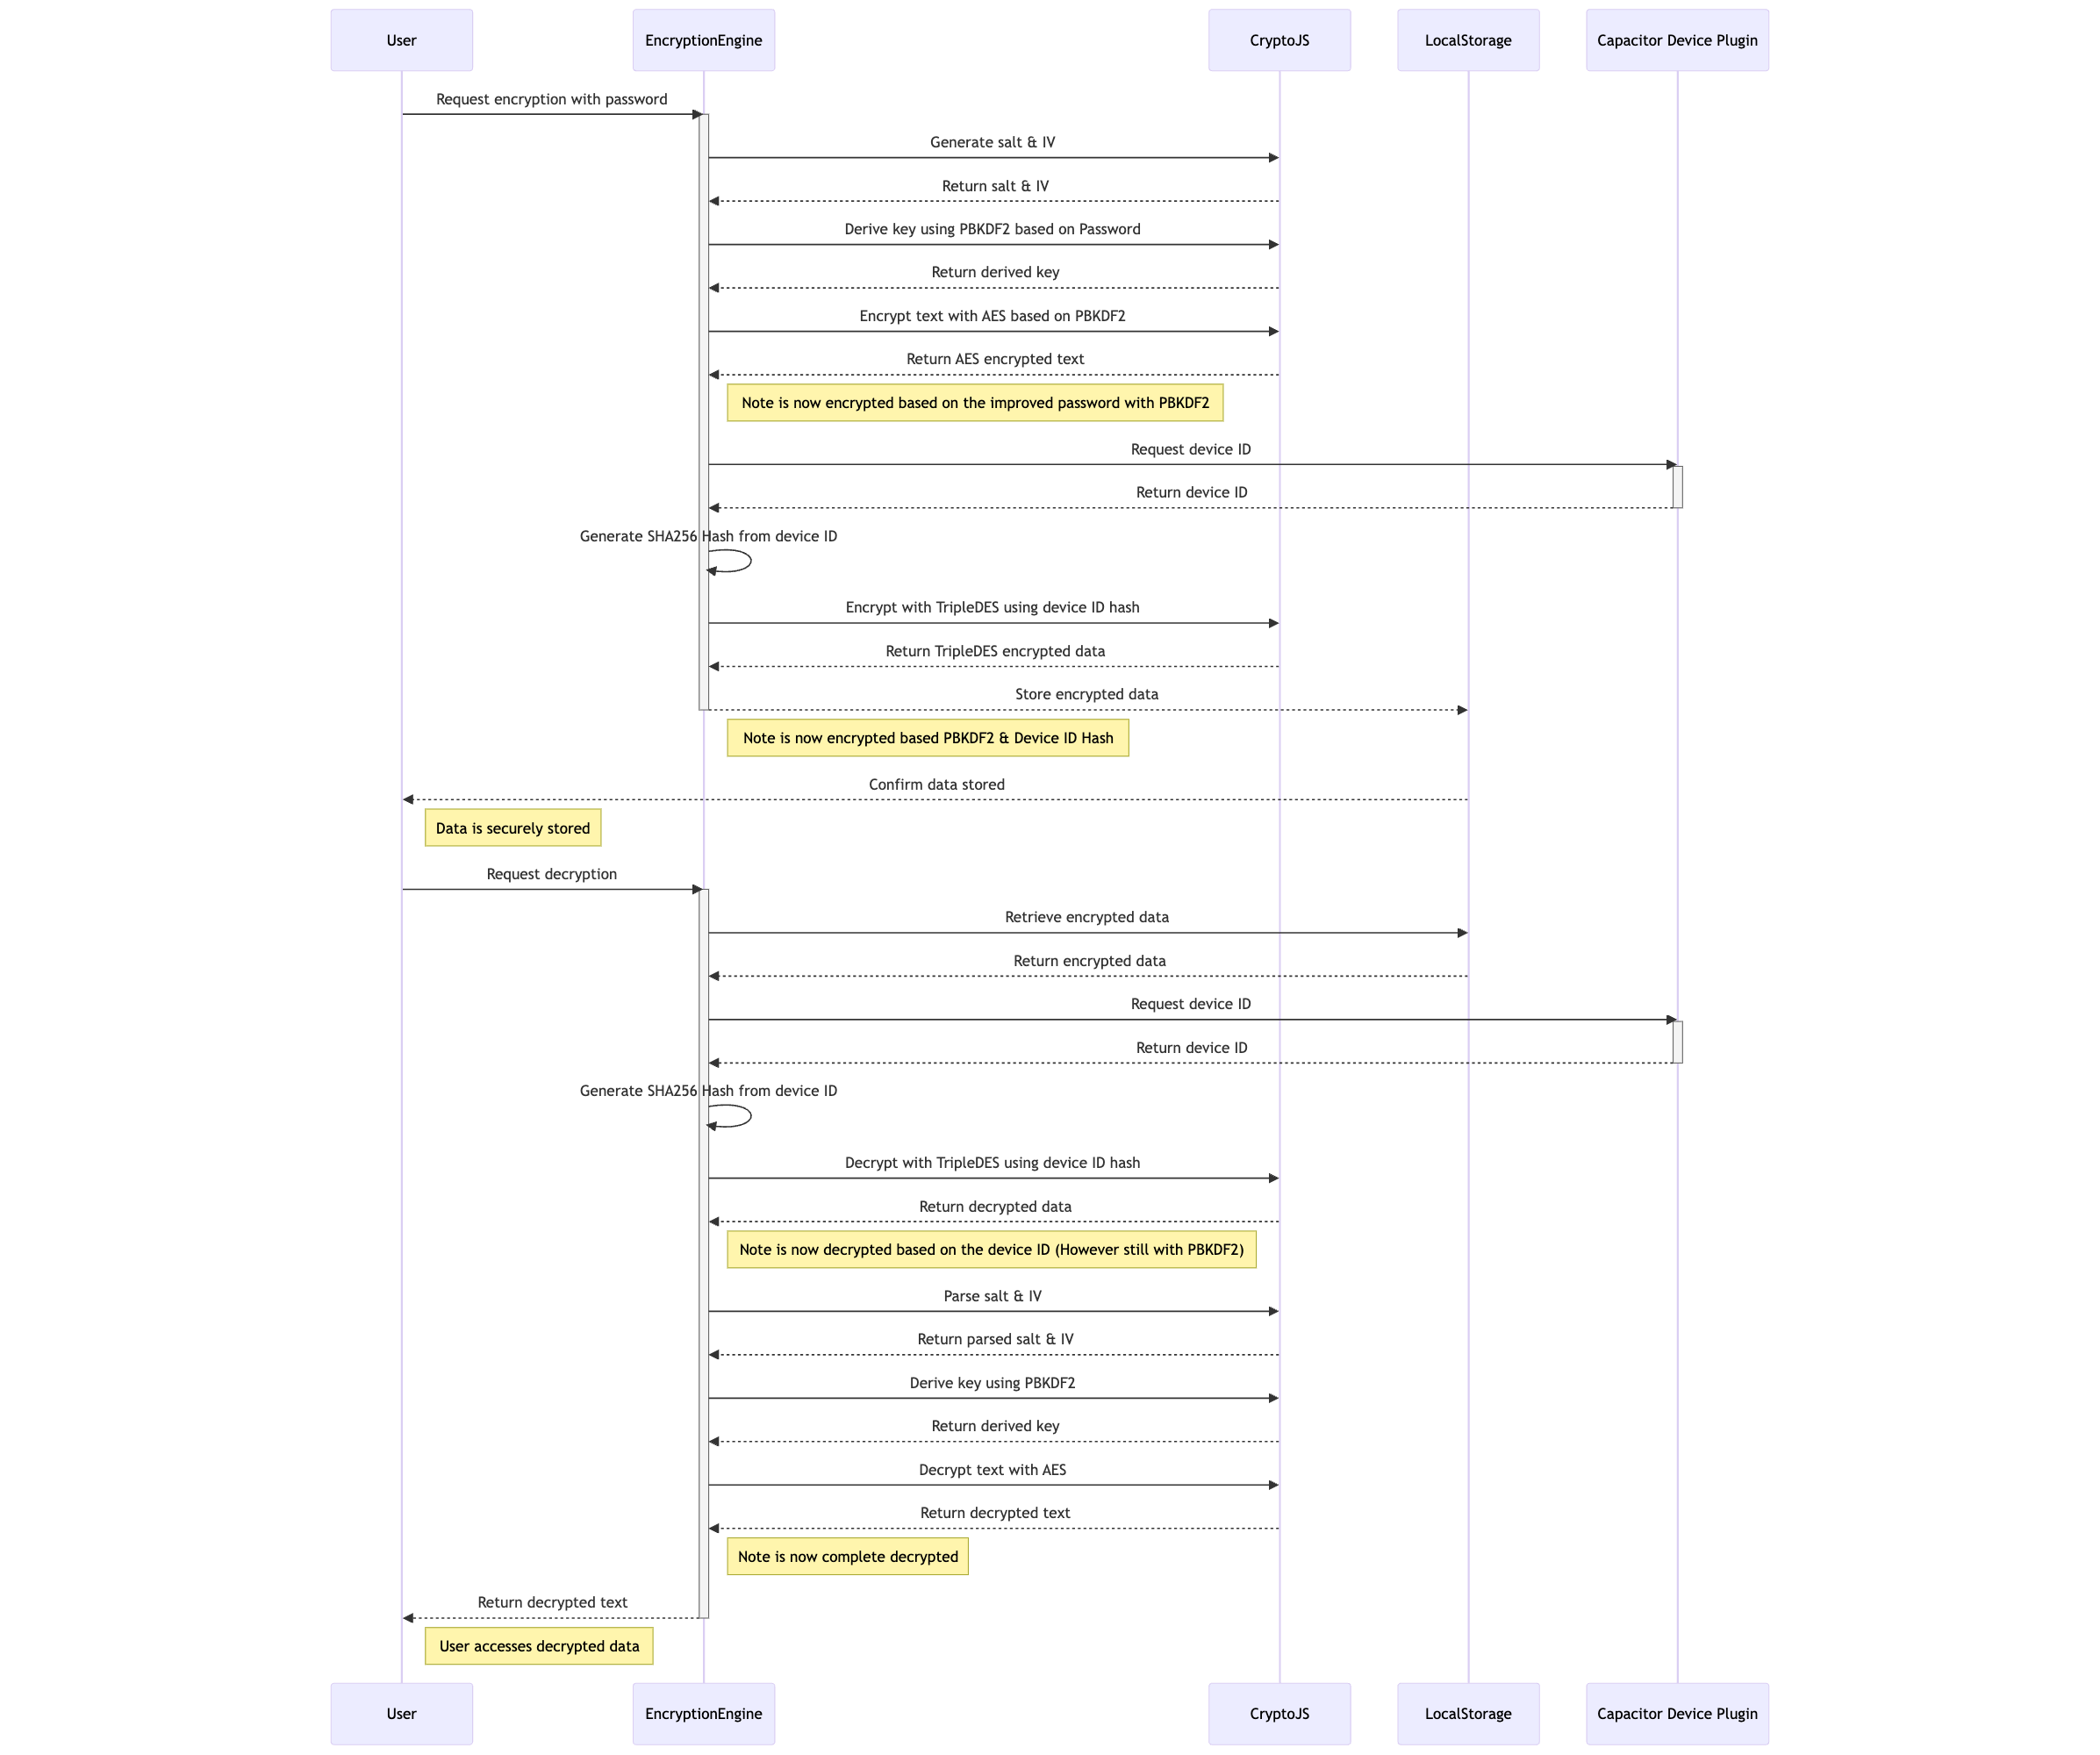 User
EncryptionEngine
CryptoJS
LocalStorage
Capacitor Device Plugin
Request encryption with password
Generate salt & IV
Return salt & IV
Derive key using PBKDF2 based on Password
Return derived key
Encrypt text with AES based on PBKDF2
Return AES encrypted text
Note is now encrypted based on the improved password with PBKDF2
Request device ID
Return device ID
Generate SHA256 Hash from device ID
Encrypt with TripleDES using device ID hash
Return TripleDES encrypted data
Store encrypted data
Note is now encrypted based PBKDF2 & Device ID Hash
Confirm data stored
Data is securely stored
Request decryption
Retrieve encrypted data
Return encrypted data
Request device ID
Return device ID
Generate SHA256 Hash from device ID
Decrypt with TripleDES using device ID hash
Return decrypted data
Note is now decrypted based on the device ID (However still with PBKDF2)
Parse salt & IV
Return parsed salt & IV
Derive key using PBKDF2
Return derived key
Decrypt text with AES
Return decrypted text
Note is now complete decrypted
Return decrypted text
User accesses decrypted data
User
EncryptionEngine
CryptoJS
LocalStorage
Capacitor Device Plugin